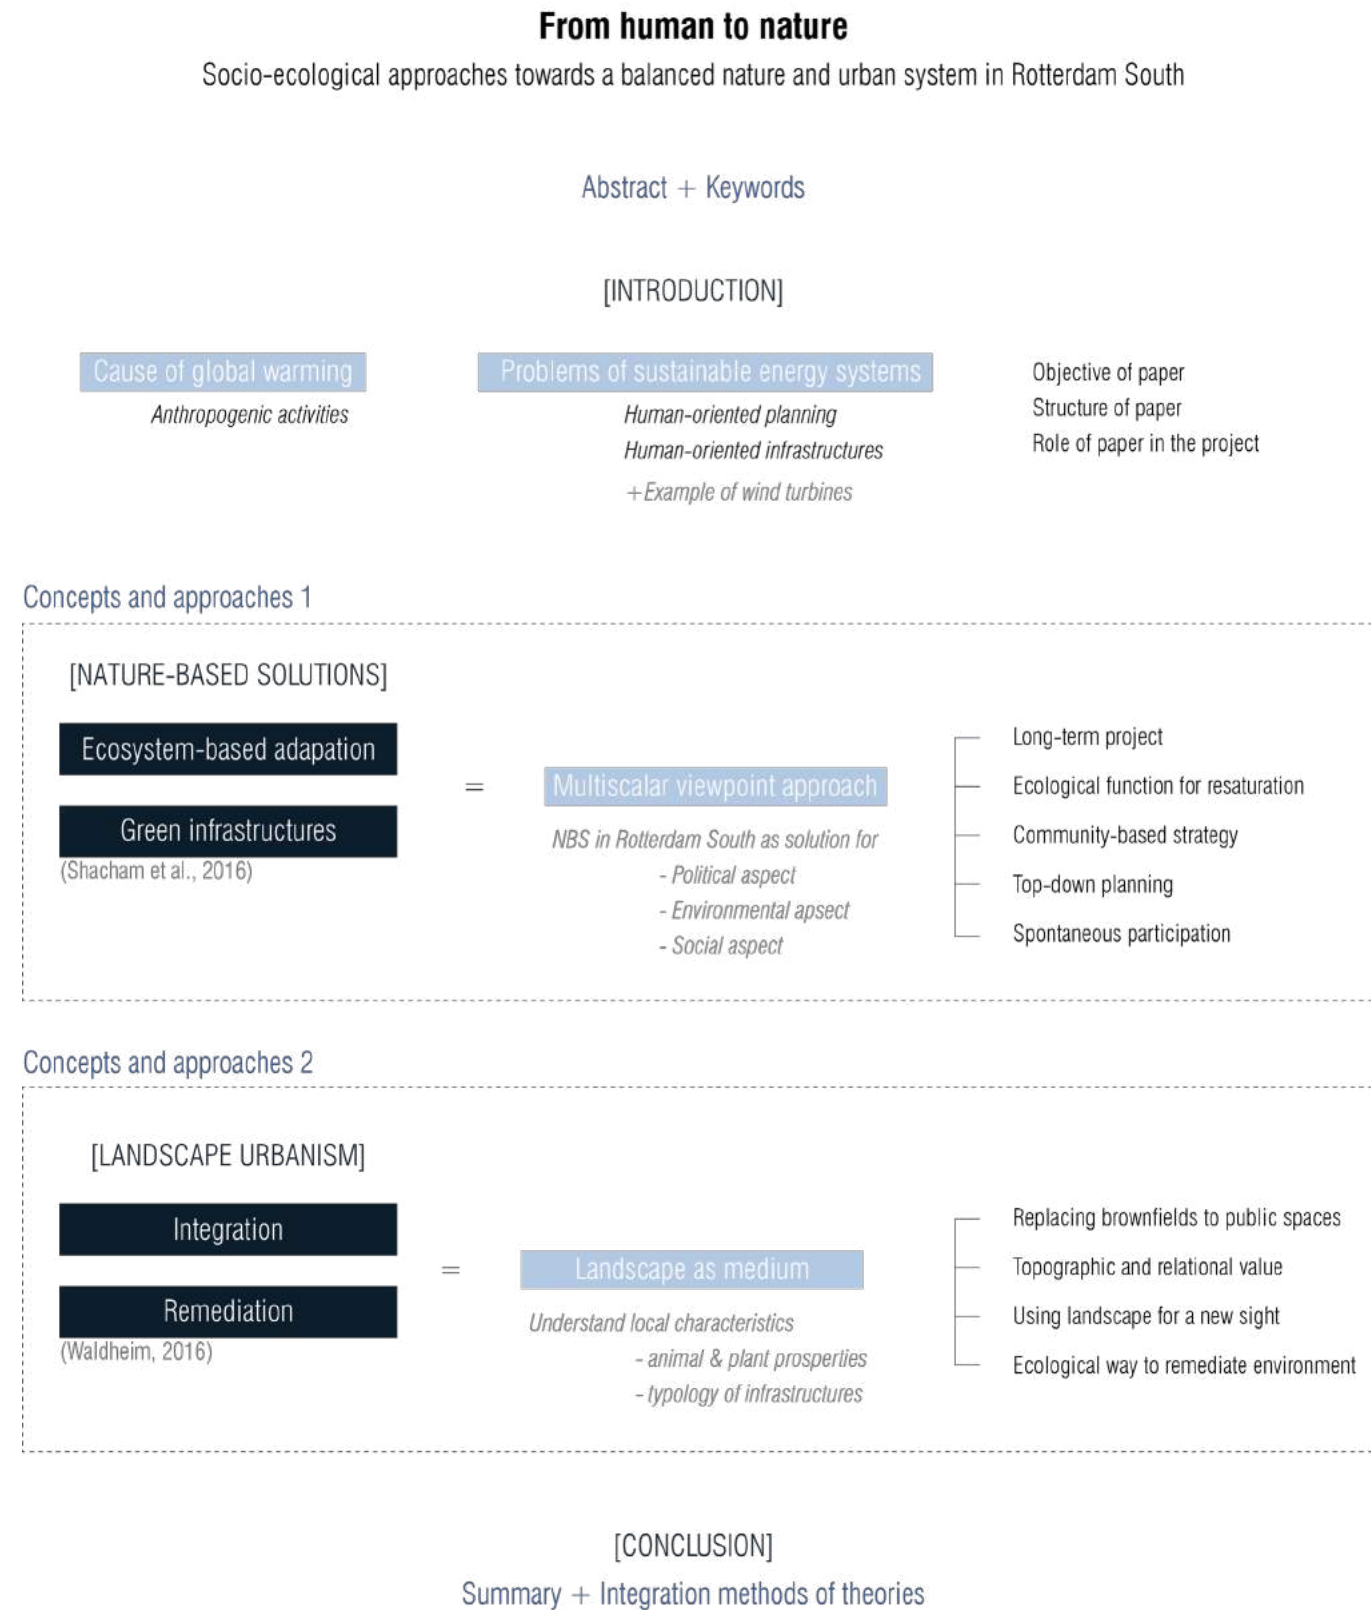 From human to nature
Socio-ecological approaches towards a balanced nature and urban system in Rotterdam South
Abstract + Keywords
[INTRODUCTION]
Cause of global warming
Anthropogenic activities
Problems of sustainable energy systems
Human-oriented planning
Human-oriented infrastructures
+Example of wind turbines
Objective of paper
Structure of paper
Role of paper in the project
Concepts and approaches 1
[NATURE-BASED SOLUTIONS]
Ecosystem-based adapation
Green infrastructures
(Shacham et al., 2016)
=
Multiscalar viewpoint approach
NBS in Rotterdam South as solution for
- Political aspect
- Environmental apsect
- Social aspect
Long-term project
Ecological function for resaturation
Community-based strategy
Top-down planning
Spontaneous participation
Concepts and approaches 2
[LANDSCAPE URBANISM]
Integration
Remediation
(Waldheim, 2016)
=
Landscape as medium
Understand local characteristics
- animal & plant prosperties
- typology of infrastructures
Replacing brownfields to public spaces
Topographic and relational value
Using landscape for a new sight
Ecological way to remediate environment
[CONCLUSION]
Summary + Integration methods of theories